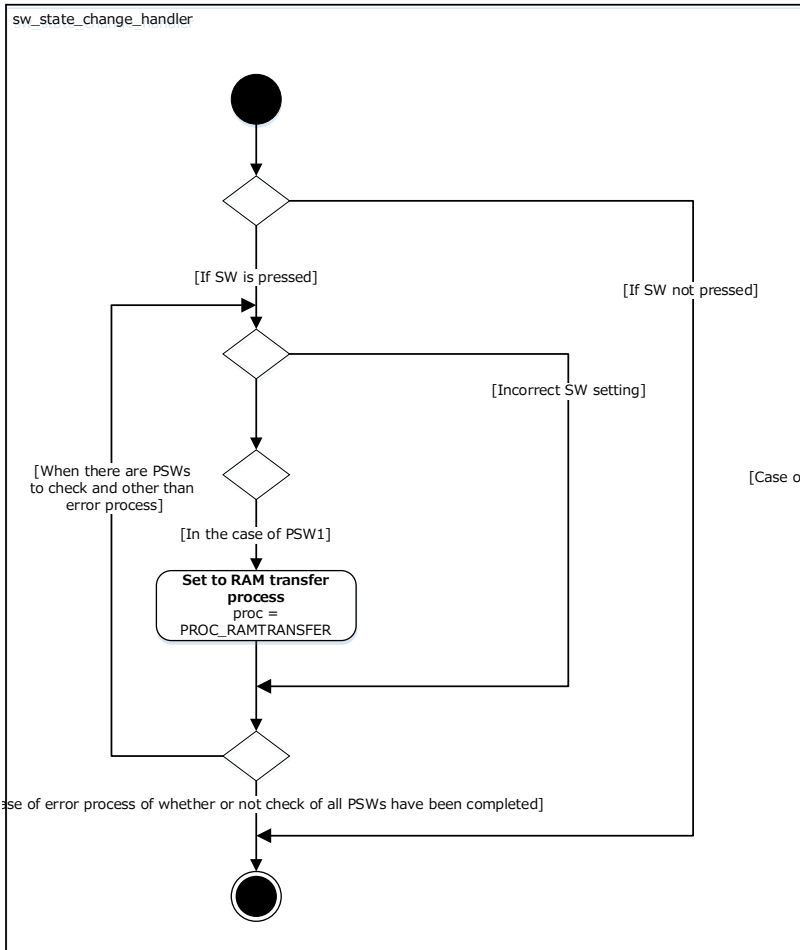 sw_state_change_handler
[If SW is pressed]
[If SW not pressed]
[Incorrect SW setting]
[When there are PSWs
to check and other than
error process]
[Case o
[In the case of PSW1]
Set to RAM transfer
process
proc =
PROC_RAMTRANSFER
se of error process of whether or not check of all PSWs have been completed]